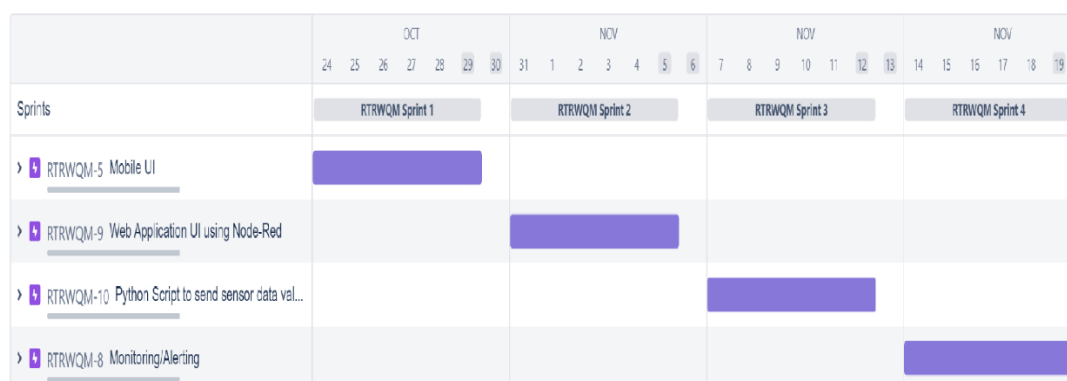 OCT NOV NOV NOV
24 25 26 27 28 29 30 31 1 2 3 4 5 6 7 8 9 10 11 12 13 14 15 16 17 18 19
Sprints RTRWQM Sprint 1 RTRWQM Sprint 2 RTRWQM Sprint 3 RTRWQM Sprint 4
RTRWQM-5 Mobile UI
RTRWQM-9 Web Application UI using Node-Red
RTRWQM-10 Python Script to send sensor data val...
RTRWQM-8 Monitoring/Alerting